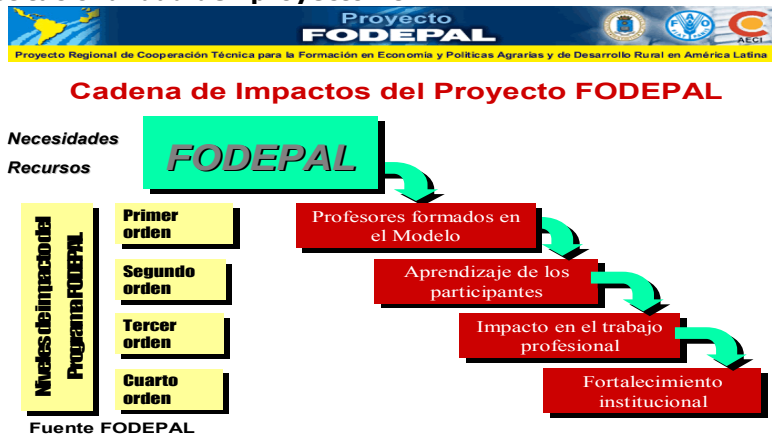 Proyecto
FODEPAL
AECI
Proyecto Regional de Cooperación Técnica para la Formación en Economía y Políticas Agrarias y de Desarrollo Rural en América Latina
Cadena de Impactos del Proyecto FODEPAL
Necesidades
Recursos
FODEPAL
Niveles de impacto del
Programa FODEPAL
Primer
orden
Profesores formados en
el Modelo
Segundo
orden
Aprendizaje de los
participantes
Tercer
orden
Impacto en el trabajo
profesional
Cuarto
orden
Fortalecimiento
institucional
Fuente FODEPAL